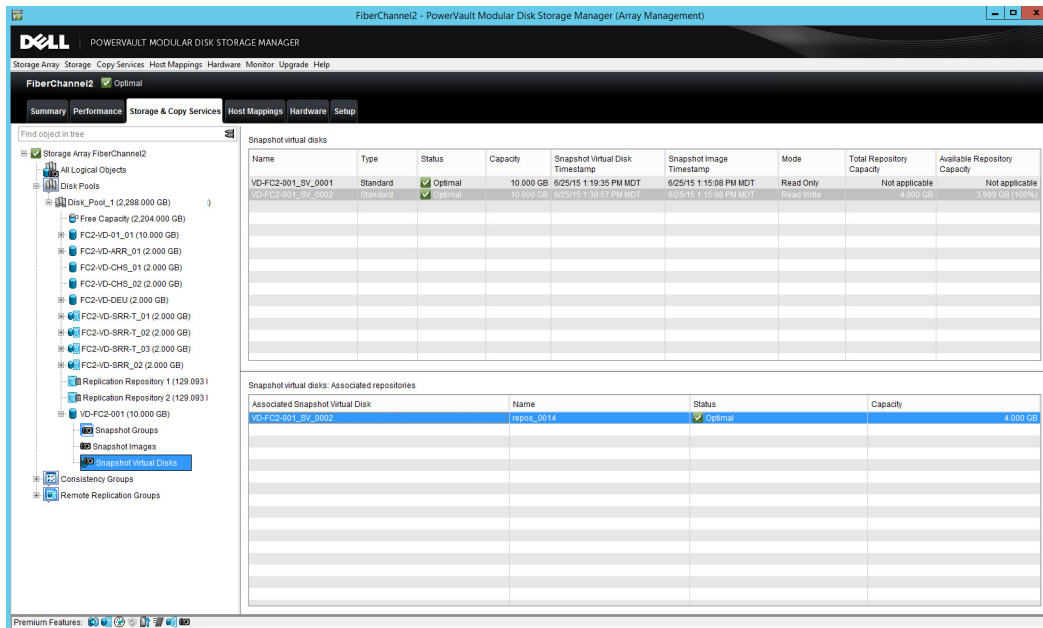 FiberChannel2 - PowerVault Modular Disk Storage Manager (Array Management)
DELL POWERVAULT MODULAR DISK STORAGE MANAGER
Storage Array Storage Copy Services Host Mappings Hardware Monitor Upgrade Help
FiberChannel2 Optimal
Summary Performance Storage & Copy Services Host Mappings Hardware Setup
Find object in tree
Storage Array FiberChannel2
All Logical Objects
Disk Pools
Disk_Pool_1 (2,288.000 GB)
Free Capacity (2,204.000 GB)
FC2-VD-01_01 (10.000 GB)
FC2-VD-ARR_01 (2.000 GB)
FC2-VD-CHS_01 (2.000 GB)
FC2-VD-CHS_02 (2.000 GB)
FC2-VD-DEU (2.000 GB)
FC2-VD-SRR-T_01 (2.000 GB)
FC2-VD-SRR-T_02 (2.000 GB)
FC2-VD-SRR-T_03 (2.000 GB)
FC2-VD-SRR_02 (2.000 GB)
Replication Repository 1 (129.093
Replication Repository 2 (129.093
VD-FC2-001 (10.000 GB)
Snapshot Groups
Snapshot Images
Snapshot Virtual Disks
Consistency Groups
Remote Replication Groups
Snapshot virtual disks
Name Type Status Capacity Snapshot Virtual Disk Timestamp Snapshot Image Timestamp Mode Total Repository Capacity Available Repository Capacity
VD-FC2-001_SV_0001 Standard Optimal 10.000 GB 6/25/15 1:19:35 PM MDT 6/25/15 1:15:08 PM MDT Read Only Not applicable Not applicable
VD-FC2-001_SV_0002 Standard Optimal 10.000 GB 6/25/15 1:38:57 PM MDT 6/25/15 1:15:08 PM MDT Read Write 4.000 GB 3.999 GB (100%)
Snapshot virtual disks: Associated repositories
Associated Snapshot Virtual Disk Name Status Capacity
VD-FC2-001_SV_0002 repos_0014 Optimal 4.000 GB
Premium Features: